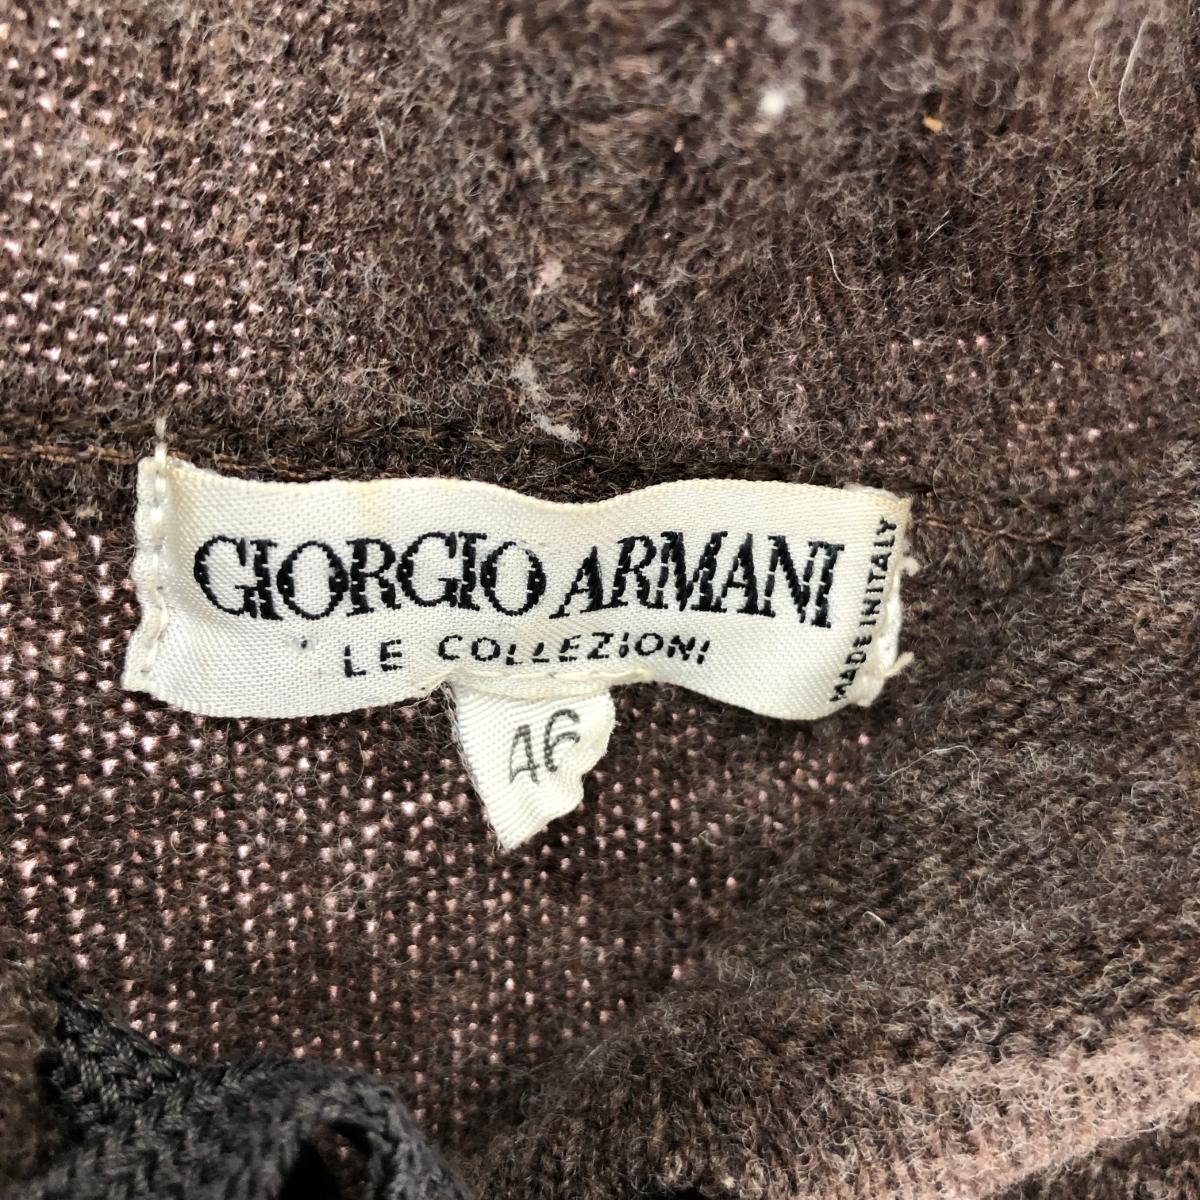 GIORGIO ARMANI
LE COLLEZIONI
MADE IN ITALY
46